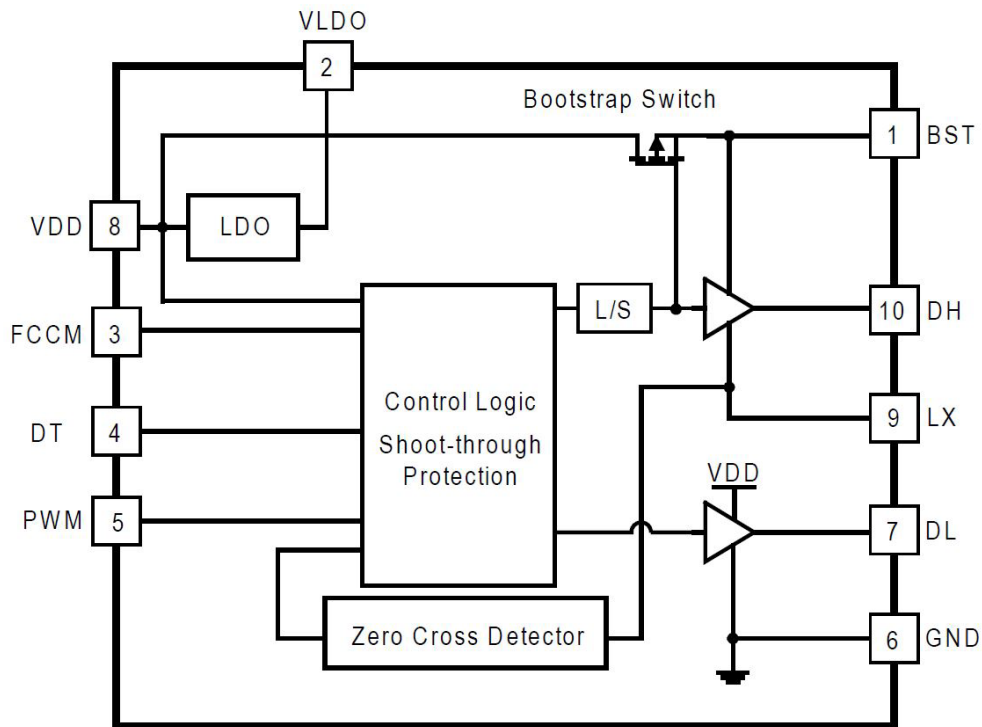 VLDO
2
Bootstrap Switch
1
BST
VDD
8
LDO
FCCM
3
L/S
10
DH
Control Logic
Shoot-through
Protection
9
LX
DT
4
VDD
PWM
5
7
DL
Zero Cross Detector
6
GND